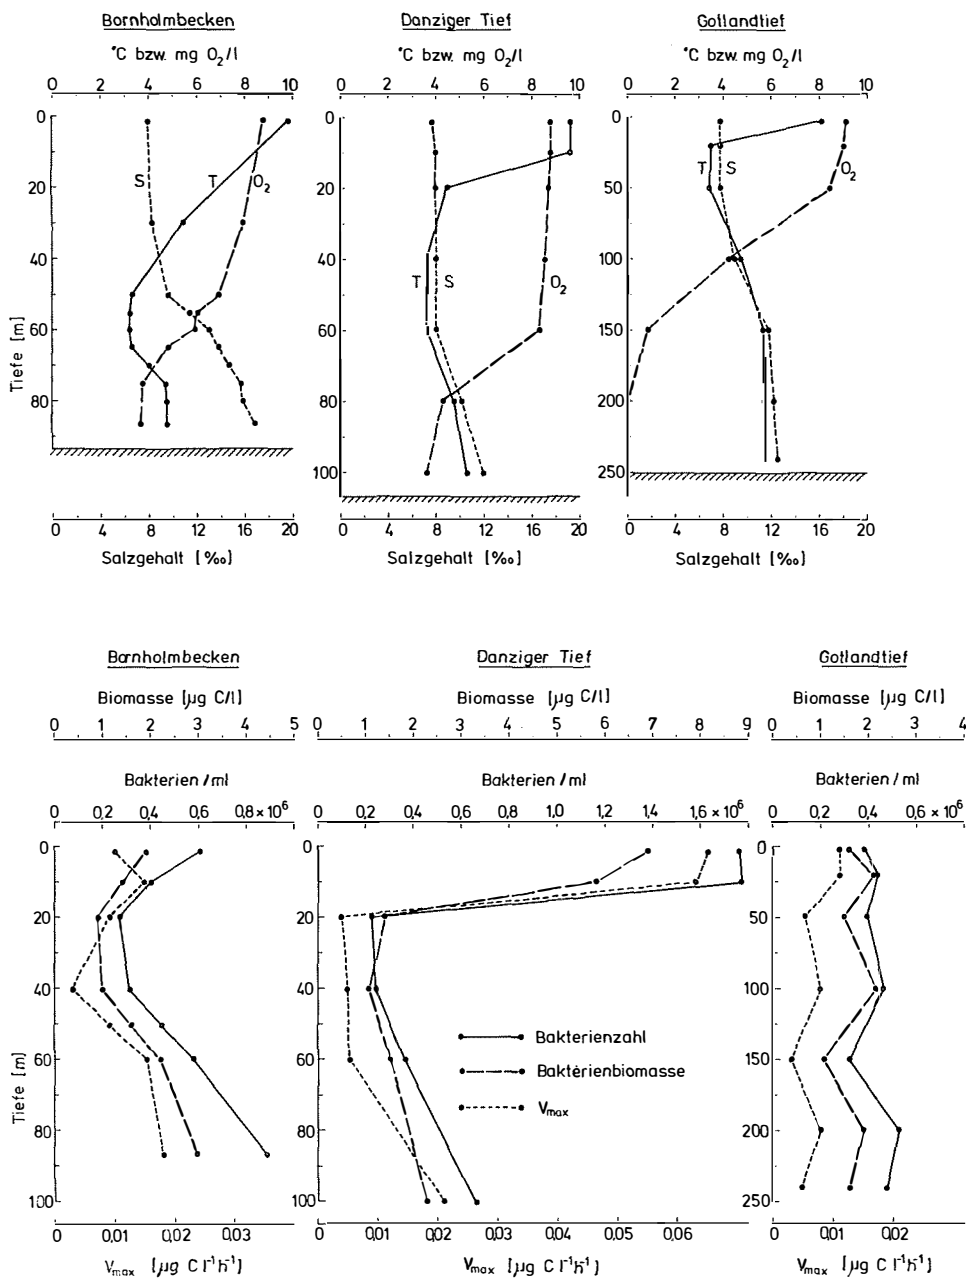 Bornholmbecken
Danziger Tief
Gotlandtief
°C bzw. mg O₂/l
°C bzw. mg O₂/l
°C bzw. mg O₂/l
0 2 4 6 8 10
0 2 4 6 8 10
0 2 4 6 8 10
0
20
40
60
80
Tiefe [m]
S
T
O₂
0
20
40
60
80
100
T
S
O₂
0
50
100
150
200
250
T
S
O₂
0 4 8 12 16 20
0 4 8 12 16 20
0 4 8 12 16 20
Salzgehalt [‰]
Salzgehalt [‰]
Salzgehalt [‰]
Bornholmbecken
Danziger Tief
Gotlandtief
Biomasse [µg C/l]
Biomasse [µg C/l]
Biomasse [µg C/l]
0 1 2 3 4 5
0 1 2 3 4 5 6 7 8 9
0 1 2 3 4
Bakterien/ml
Bakterien/ml
Bakterien/ml
0 0,2 0,4 0,6 0,8×10⁶
0 0,2 0,4 0,6 0,8 1,0 1,2 1,4 1,6×10⁶
0 0,2 0,4 0,6×10⁶
0
20
40
60
80
100
Tiefe [m]
0
20
40
60
80
100
Bakterienzahl
Bakterienbiomasse
Vmax
0
50
100
150
200
250
0 0,01 0,02 0,03
0 0,01 0,02 0,03 0,04 0,05 0,06
0 0,01 0,02
Vmax [µg C l⁻¹h⁻¹]
Vmax [µg C l⁻¹h⁻¹]
Vmax [µg C l⁻¹h⁻¹]